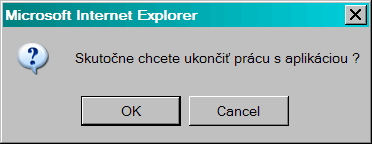 Microsoft Internet Explorer
Skutočne chcete ukončiť prácu s aplikáciou ?
OK
Cancel